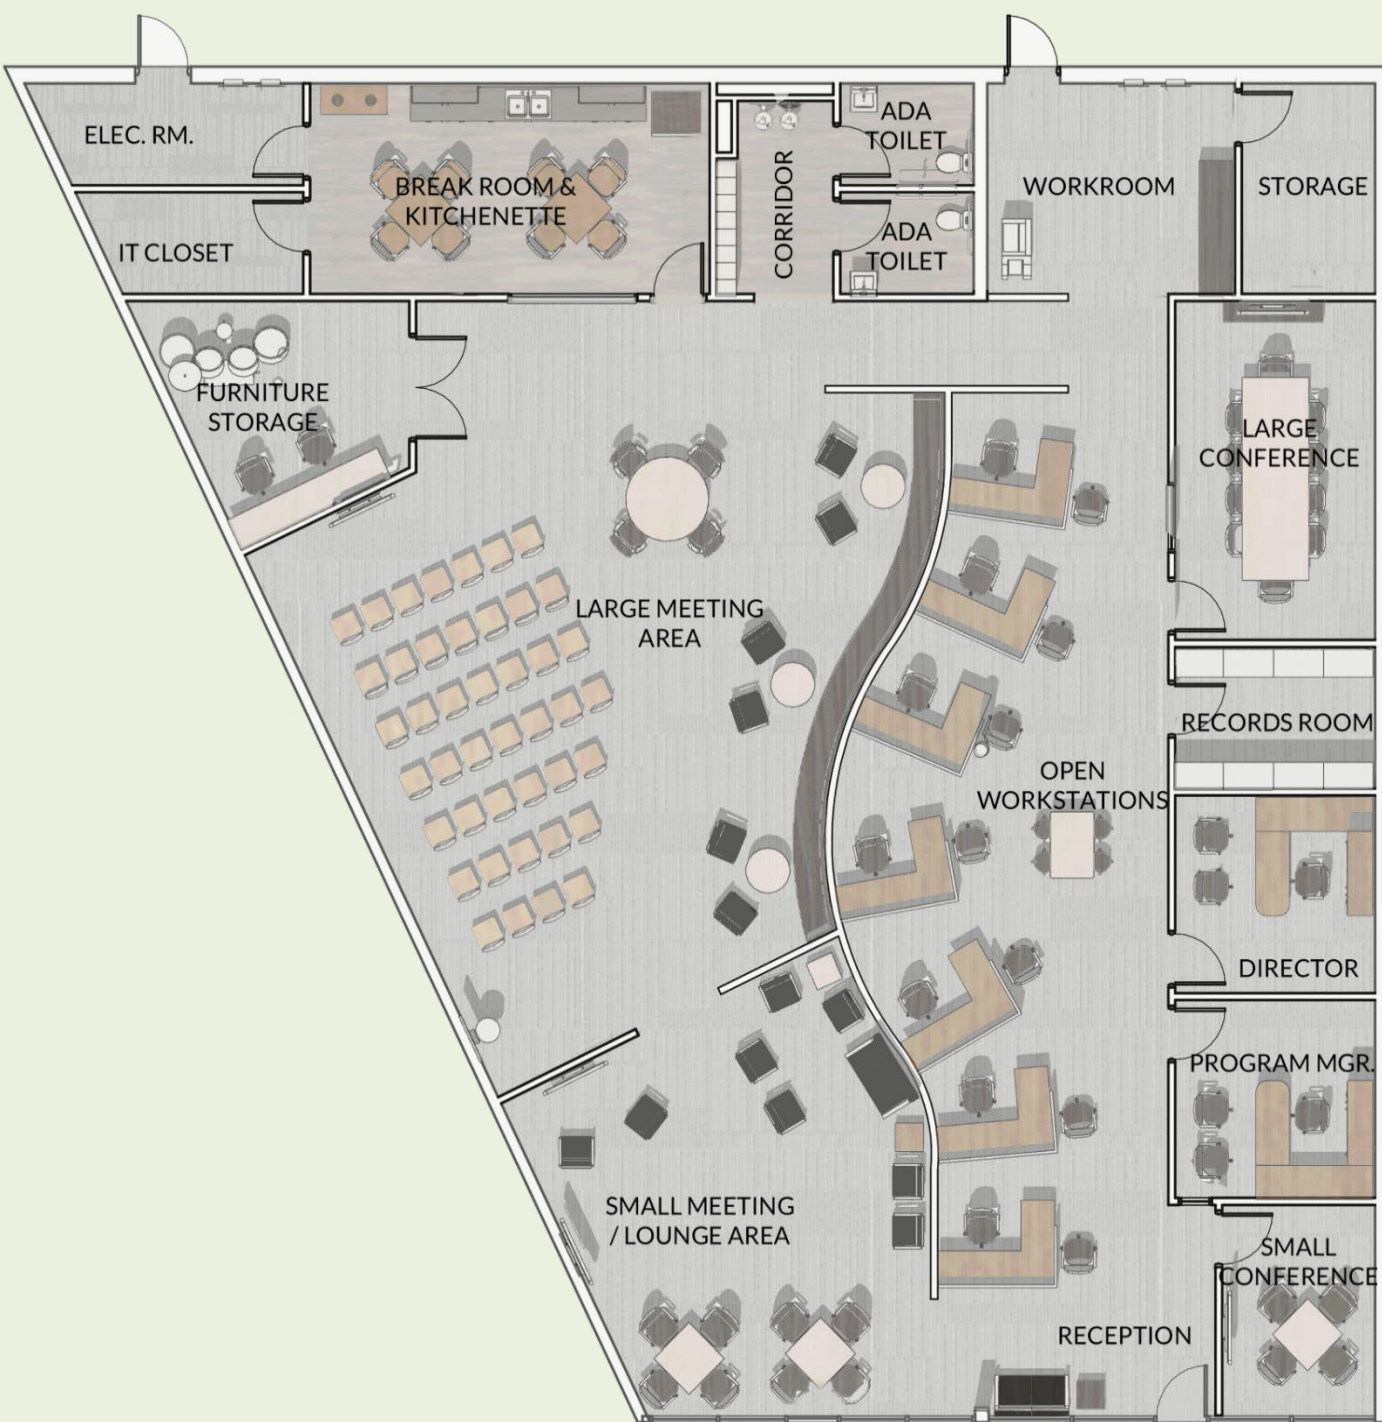 ELEC. RM.
BREAK ROOM &
KITCHENETTE
IT CLOSET
CORRIDOR
ADA
TOILET
ADA
TOILET
WORKROOM
STORAGE
FURNITURE
STORAGE
LARGE
CONFERENCE
LARGE MEETING
AREA
RECORDS ROOM
OPEN
WORKSTATIONS
DIRECTOR
PROGRAM MGR.
SMALL MEETING
/ LOUNGE AREA
SMALL
CONFERENCE
RECEPTION